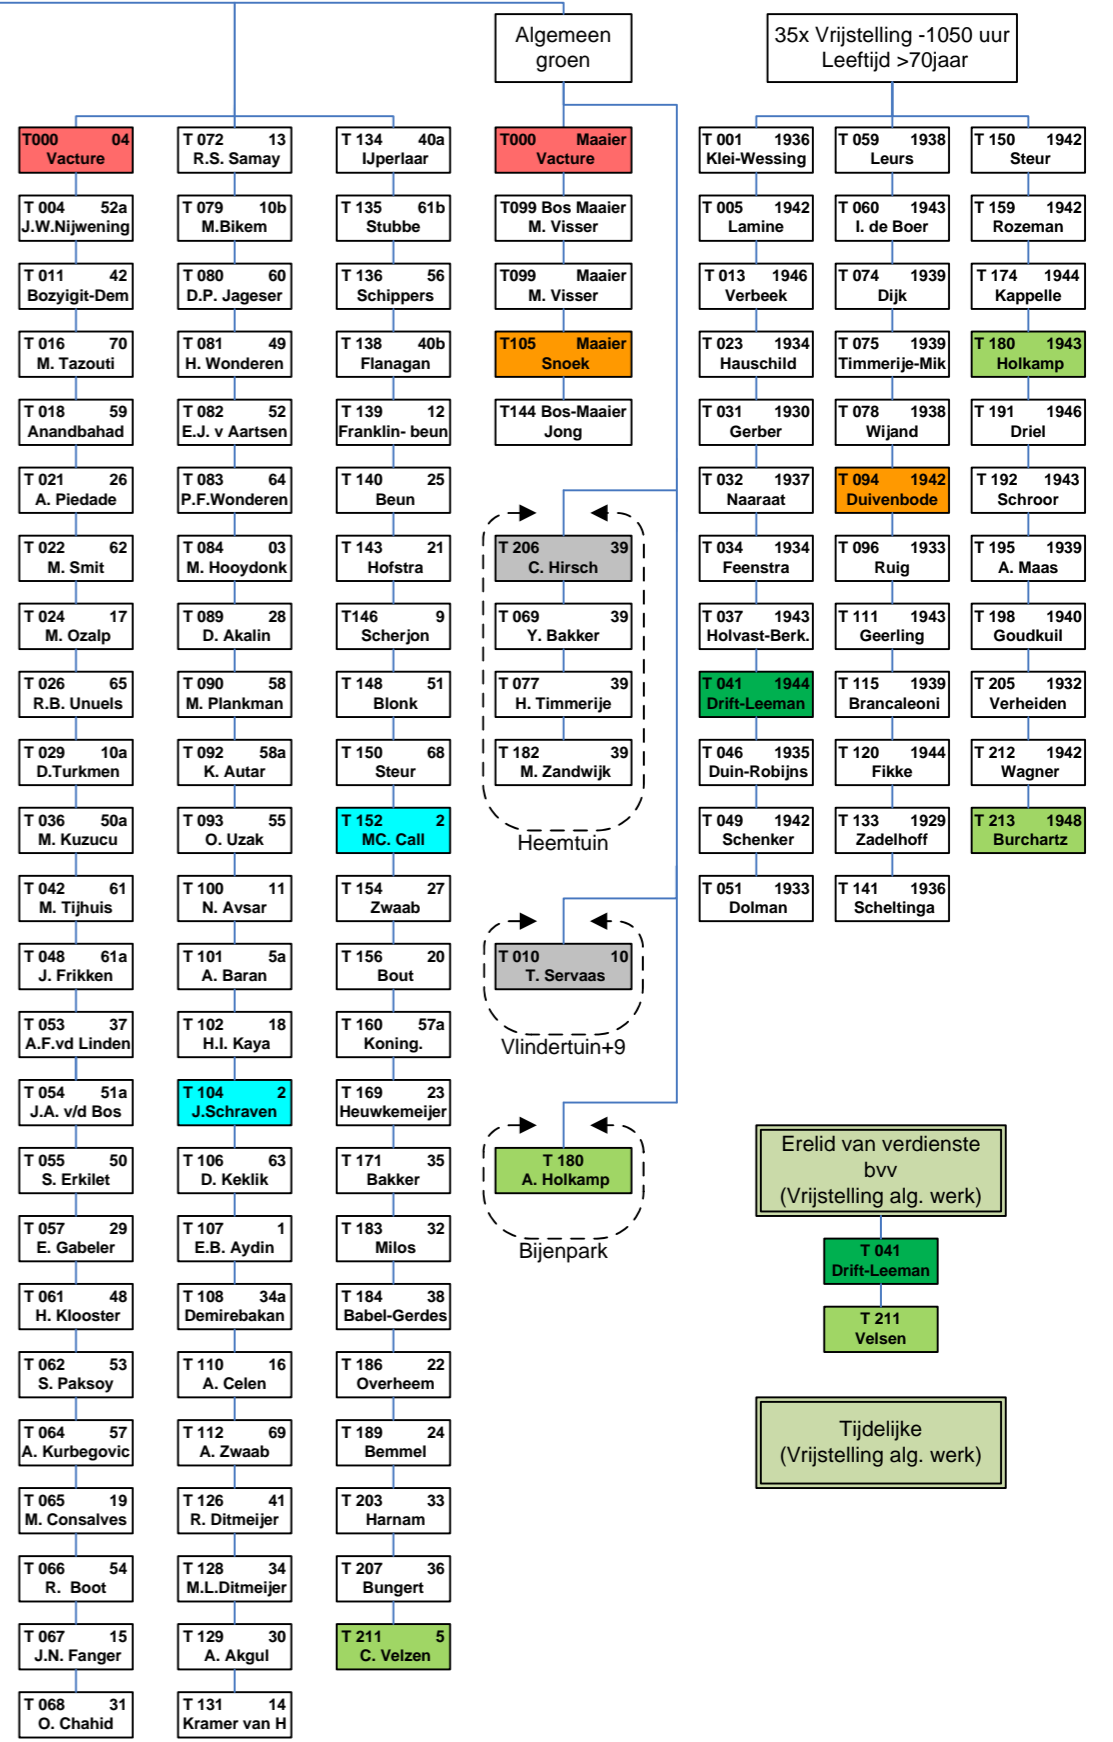 Algemeen
groen
35x Vrijstelling -1050 uur
Leeftijd >70jaar
T000 04
Vacture
T 004 52a
J.W.Nijwening
T 011 42
Bozyigit-Dem
T 016 70
M. Tazouti
T 018 59
Anandbahad
T 021 26
A. Piedade
T 022 62
M. Smit
T 024 17
M. Ozalp
T 026 65
R.B. Unuels
T 029 10a
D.Turkmen
T 036 50a
M. Kuzucu
T 042 61
M. Tijhuis
T 048 61a
J. Frikken
T 053 37
A.F.vd Linden
T 054 51a
J.A. v/d Bos
T 055 50
S. Erkilet
T 057 29
E. Gabeler
T 061 48
H. Klooster
T 062 53
S. Paksoy
T 064 57
A. Kurbegovic
T 065 19
M. Consalves
T 066 54
R. Boot
T 067 15
J.N. Fanger
T 068 31
O. Chahid
T 072 13
R.S. Samay
T 079 10b
M.Bikem
T 080 60
D.P. Jageser
T 081 49
H. Wonderen
T 082 52
E.J. v Aartsen
T 083 64
P.F.Wonderen
T 084 03
M. Hooydonk
T 089 28
D. Akalin
T 090 58
M. Plankman
T 092 58a
K. Autar
T 093 55
O. Uzak
T 100 11
N. Avsar
T 101 5a
A. Baran
T 102 18
H.I. Kaya
T 104 2
J.Schraven
T 106 63
D. Keklik
T 107 1
E.B. Aydin
T 108 34a
Demirebakan
T 110 16
A. Celen
T 112 69
A. Zwaab
T 126 41
R. Ditmeijer
T 128 34
M.L.Ditmeijer
T 129 30
A. Akgul
T 131 14
Kramer van H
T 134 40a
IJperlaar
T 135 61b
Stubbe
T 136 56
Schippers
T 138 40b
Flanagan
T 139 12
Franklin- beun
T 140 25
Beun
T 143 21
Hofstra
T146 9
Scherjon
T 148 51
Blonk
T 150 68
Steur
T 152 2
MC. Call
T 154 27
Zwaab
T 156 20
Bout
T 160 57a
Koning.
T 169 23
Heuwkemeijer
T 171 35
Bakker
T 183 32
Milos
T 184 38
Babel-Gerdes
T 186 22
Overheem
T 189 24
Bemmel
T 203 33
Harnam
T 207 36
Bungert
T 211 5
C. Velzen
T000 Maaier
Vacture
T099 Bos Maaier
M. Visser
T099 Maaier
M. Visser
T105 Maaier
Snoek
T144 Bos-Maaier
Jong
T 206 39
C. Hirsch
T 069 39
Y. Bakker
T 077 39
H. Timmerije
T 182 39
M. Zandwijk
Heemtuin
T 010 10
T. Servaas
Vlindertuin+9
T 180
A. Holkamp
Bijenpark
T 001 1936
Klei-Wessing
T 005 1942
Lamine
T 013 1946
Verbeek
T 023 1934
Hauschild
T 031 1930
Gerber
T 032 1937
Naaraat
T 034 1934
Feenstra
T 037 1943
Holvast-Berk.
T 041 1944
Drift-Leeman
T 046 1935
Duin-Robijns
T 049 1942
Schenker
T 051 1933
Dolman
T 059 1938
Leurs
T 060 1943
I. de Boer
T 074 1939
Dijk
T 075 1939
Timmerije-Mik
T 078 1938
Wijand
T 094 1942
Duivenbode
T 096 1933
Ruig
T 111 1943
Geerling
T 115 1939
Brancaleoni
T 120 1944
Fikke
T 133 1929
Zadelhoff
T 141 1936
Scheltinga
T 150 1942
Steur
T 159 1942
Rozeman
T 174 1944
Kappelle
T 180 1943
Holkamp
T 191 1946
Driel
T 192 1943
Schroor
T 195 1939
A. Maas
T 198 1940
Goudkuil
T 205 1932
Verheiden
T 212 1942
Wagner
T 213 1948
Burchartz
Erelid van verdienste
bvv
(Vrijstelling alg. werk)
T 041
Drift-Leeman
T 211
Velsen
Tijdelijke
(Vrijstelling alg. werk)